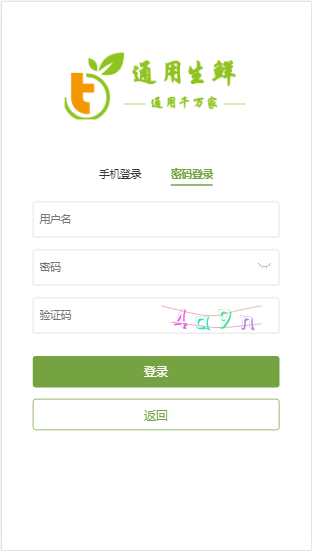 通用生鲜
通用千万家
手机登录 密码登录
用户名
密码
验证码
登录
返回